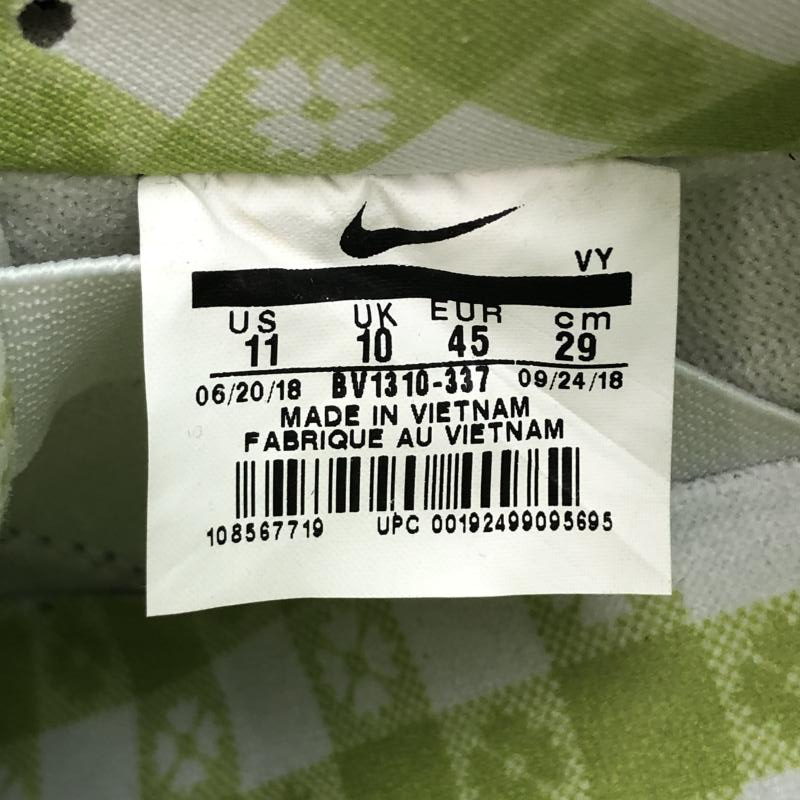 VY
US UK EUR cm
11 10 45 29
06/20/18 BV1310-337 09/24/18
MADE IN VIETNAM
FABRIQUE AU VIETNAM
108567719 UPC 00192499095695